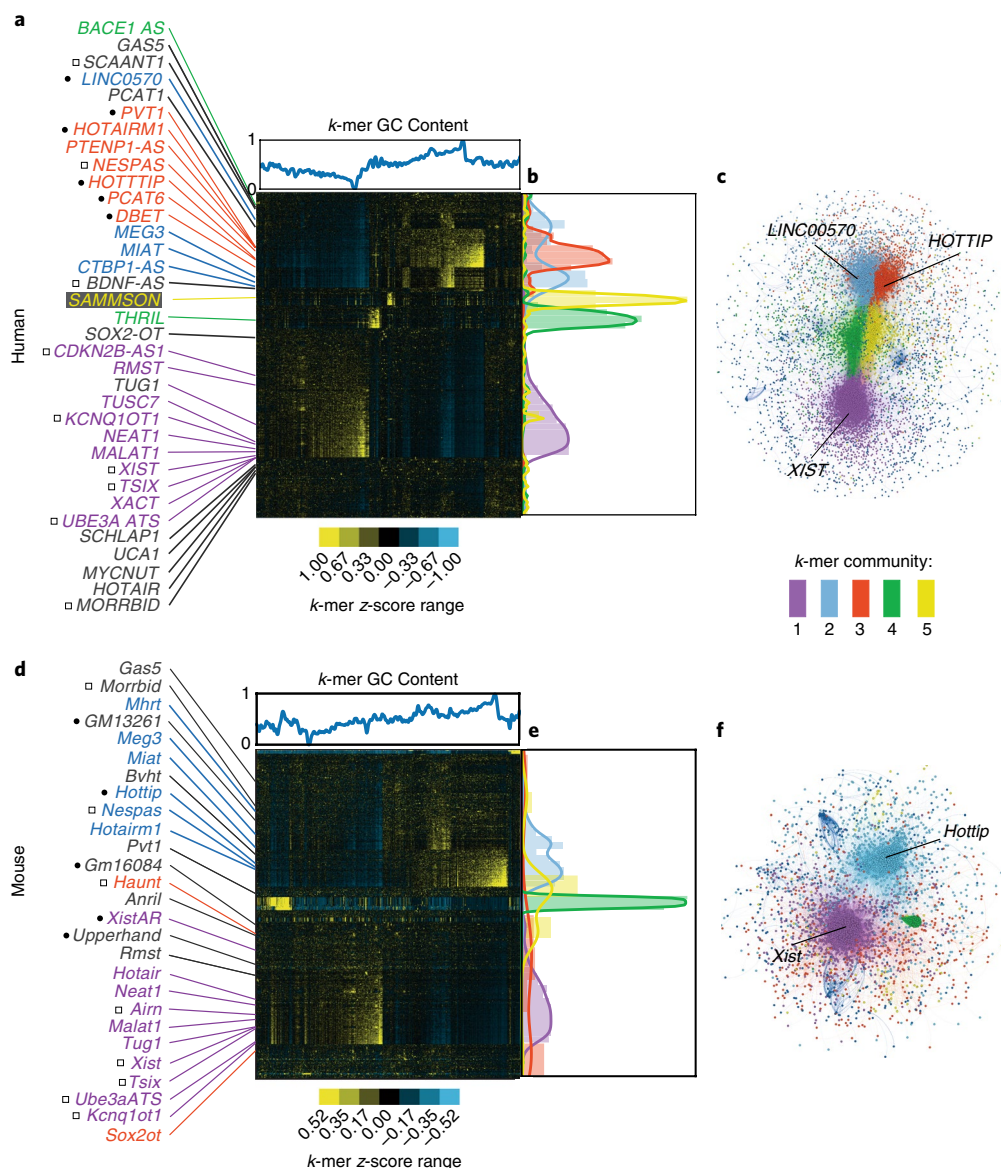 a
BACE1 AS
GAS5
SCAANT1
LINC0570
PCAT1
PVT1
HOTAIRM1
PTENP1-AS
NESPAS
HOTTTIP
PCAT6
DBET
MEG3
MIAT
CTBP1-AS
BDNF-AS
SAMMSON
THRIL
SOX2-OT
CDKN2B-AS1
RMST
TUG1
TUSC7
KCNQ1OT1
NEAT1
MALAT1
XIST
TSIX
XACT
UBE3A ATS
SCHLAP1
UCA1
MYCNUT
HOTAIR
MORRBID
Human
k-mer GC Content
1
0
1.00
0.67
0.33
0.00
−0.33
−0.67
−1.00
k-mer z-score range
b
c
LINC00570
HOTTIP
XIST
k-mer community:
1 2 3 4 5
d
Gas5
Morrbid
Mhrt
GM13261
Meg3
Miat
Bvht
Hottip
Nespas
Hotairm1
Pvt1
Gm16084
Haunt
Anril
XistAR
Upperhand
Rmst
Hotair
Neat1
Airn
Malat1
Tug1
Xist
Tsix
Ube3aATS
Kcnq1ot1
Sox2ot
Mouse
k-mer GC Content
1
0
0.52
0.35
0.17
0.00
−0.17
−0.35
−0.52
k-mer z-score range
e
f
Hottip
Xist